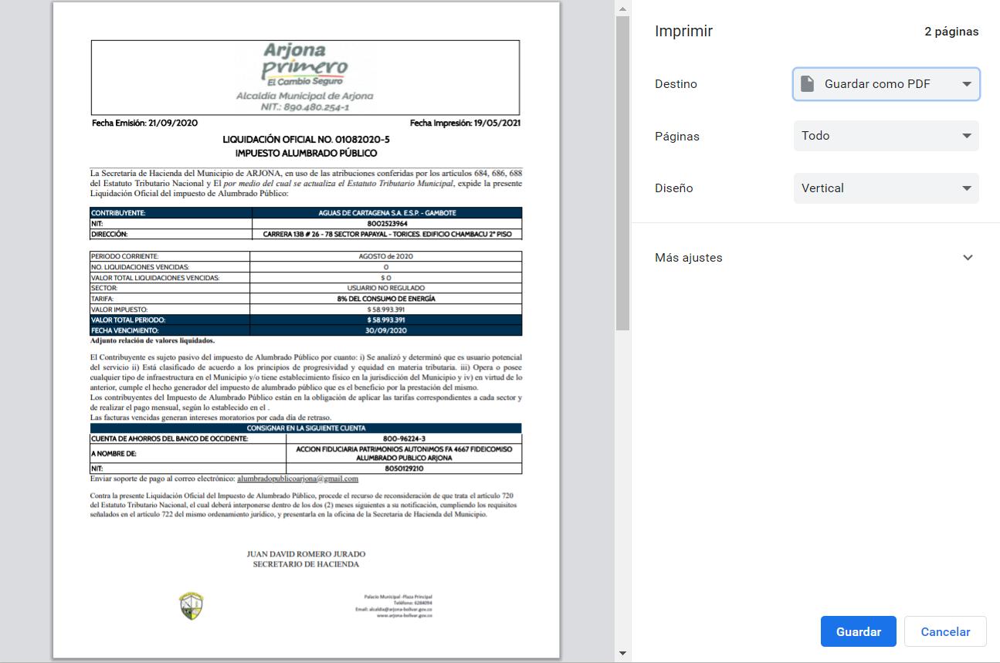 Arjona
primero
El Cambio Seguro
Alcaldía Municipal de Arjona
NIT.: 890.480.254-1
Fecha Emisión: 21/09/2020 Fecha Impresión: 19/05/2021
LIQUIDACIÓN OFICIAL NO. 01082020-5
IMPUESTO ALUMBRADO PÚBLICO
La Secretaría de Hacienda del Municipio de ARJONA, en uso de las atribuciones conferidas por los artículos 684, 686, 688
del Estatuto Tributario Nacional y El por medio del cual se actualiza el Estatuto Tributario Municipal, expide la presente
Liquidación Oficial del impuesto de Alumbrado Público:
CONTRIBUYENTE: AGUAS DE CARTAGENA S.A. E.S.P. - GAMBOTE
NIT: 8002523964
DIRECCIÓN: CARRERA 13B # 26 - 78 SECTOR PAPAYAL - TORICES. EDIFICIO CHAMBACU 2° PISO
PERIODO CORRIENTE: AGOSTO de 2020
NO. LIQUIDACIONES VENCIDAS: 0
VALOR TOTAL LIQUIDACIONES VENCIDAS: $ 0
SECTOR: USUARIO NO REGULADO
TARIFA: 8% DEL CONSUMO DE ENERGÍA
VALOR IMPUESTO: $ 58.993.391
VALOR TOTAL PERIODO: $ 58.993.391
FECHA VENCIMIENTO: 30/09/2020
Adjunto relación de valores liquidados.
El Contribuyente es sujeto pasivo del impuesto de Alumbrado Público por cuanto: i) Se analizó y determinó que es usuario potencial
del servicio ii) Está clasificado de acuerdo a los principios de progresividad y equidad en materia tributaria. iii) Opera o posee
cualquier tipo de infraestructura en el Municipio y/o tiene establecimiento físico en la jurisdicción del Municipio y iv) en virtud de lo
anterior, cumple el hecho generador del impuesto de alumbrado público que es el beneficio por la prestación del mismo.
Los contribuyentes del Impuesto de Alumbrado Público están en la obligación de aplicar las tarifas correspondientes a cada sector y
de realizar el pago mensual, según lo establecido en el .
Las facturas vencidas generan intereses moratorios por cada día de retraso.
CONSIGNAR EN LA SIGUIENTE CUENTA
CUENTA DE AHORROS DEL BANCO DE OCCIDENTE: 800-96224-3
A NOMBRE DE: ACCION FIDUCIARIA PATRIMONIOS AUTONIMOS FA 4667 FIDEICOMISO
ALUMBRADO PUBLICO ARJONA
NIT: 8050129210
Enviar soporte de pago al correo electrónico: alumbradopublicoarjona@gmail.com
Contra la presente Liquidación Oficial del Impuesto de Alumbrado Público, procede el recurso de reconsideración de que trata el artículo 720
del Estatuto Tributario Nacional, el cual deberá interponerse dentro de los dos (2) meses siguientes a su notificación, cumpliendo los requisitos
señalados en el artículo 722 del mismo ordenamiento jurídico, y presentarla en la oficina de la Secretaria de Hacienda del Municipio.
JUAN DAVID ROMERO JURADO
SECRETARIO DE HACIENDA
Palacio Municipal -Plaza Principal
Teléfono: 6284094
Email: alcaldia@arjona-bolivar.gov.co
www.arjona-bolivar.gov.co
Imprimir 2 páginas
Destino Guardar como PDF
Páginas Todo
Diseño Vertical
Más ajustes
Guardar Cancelar